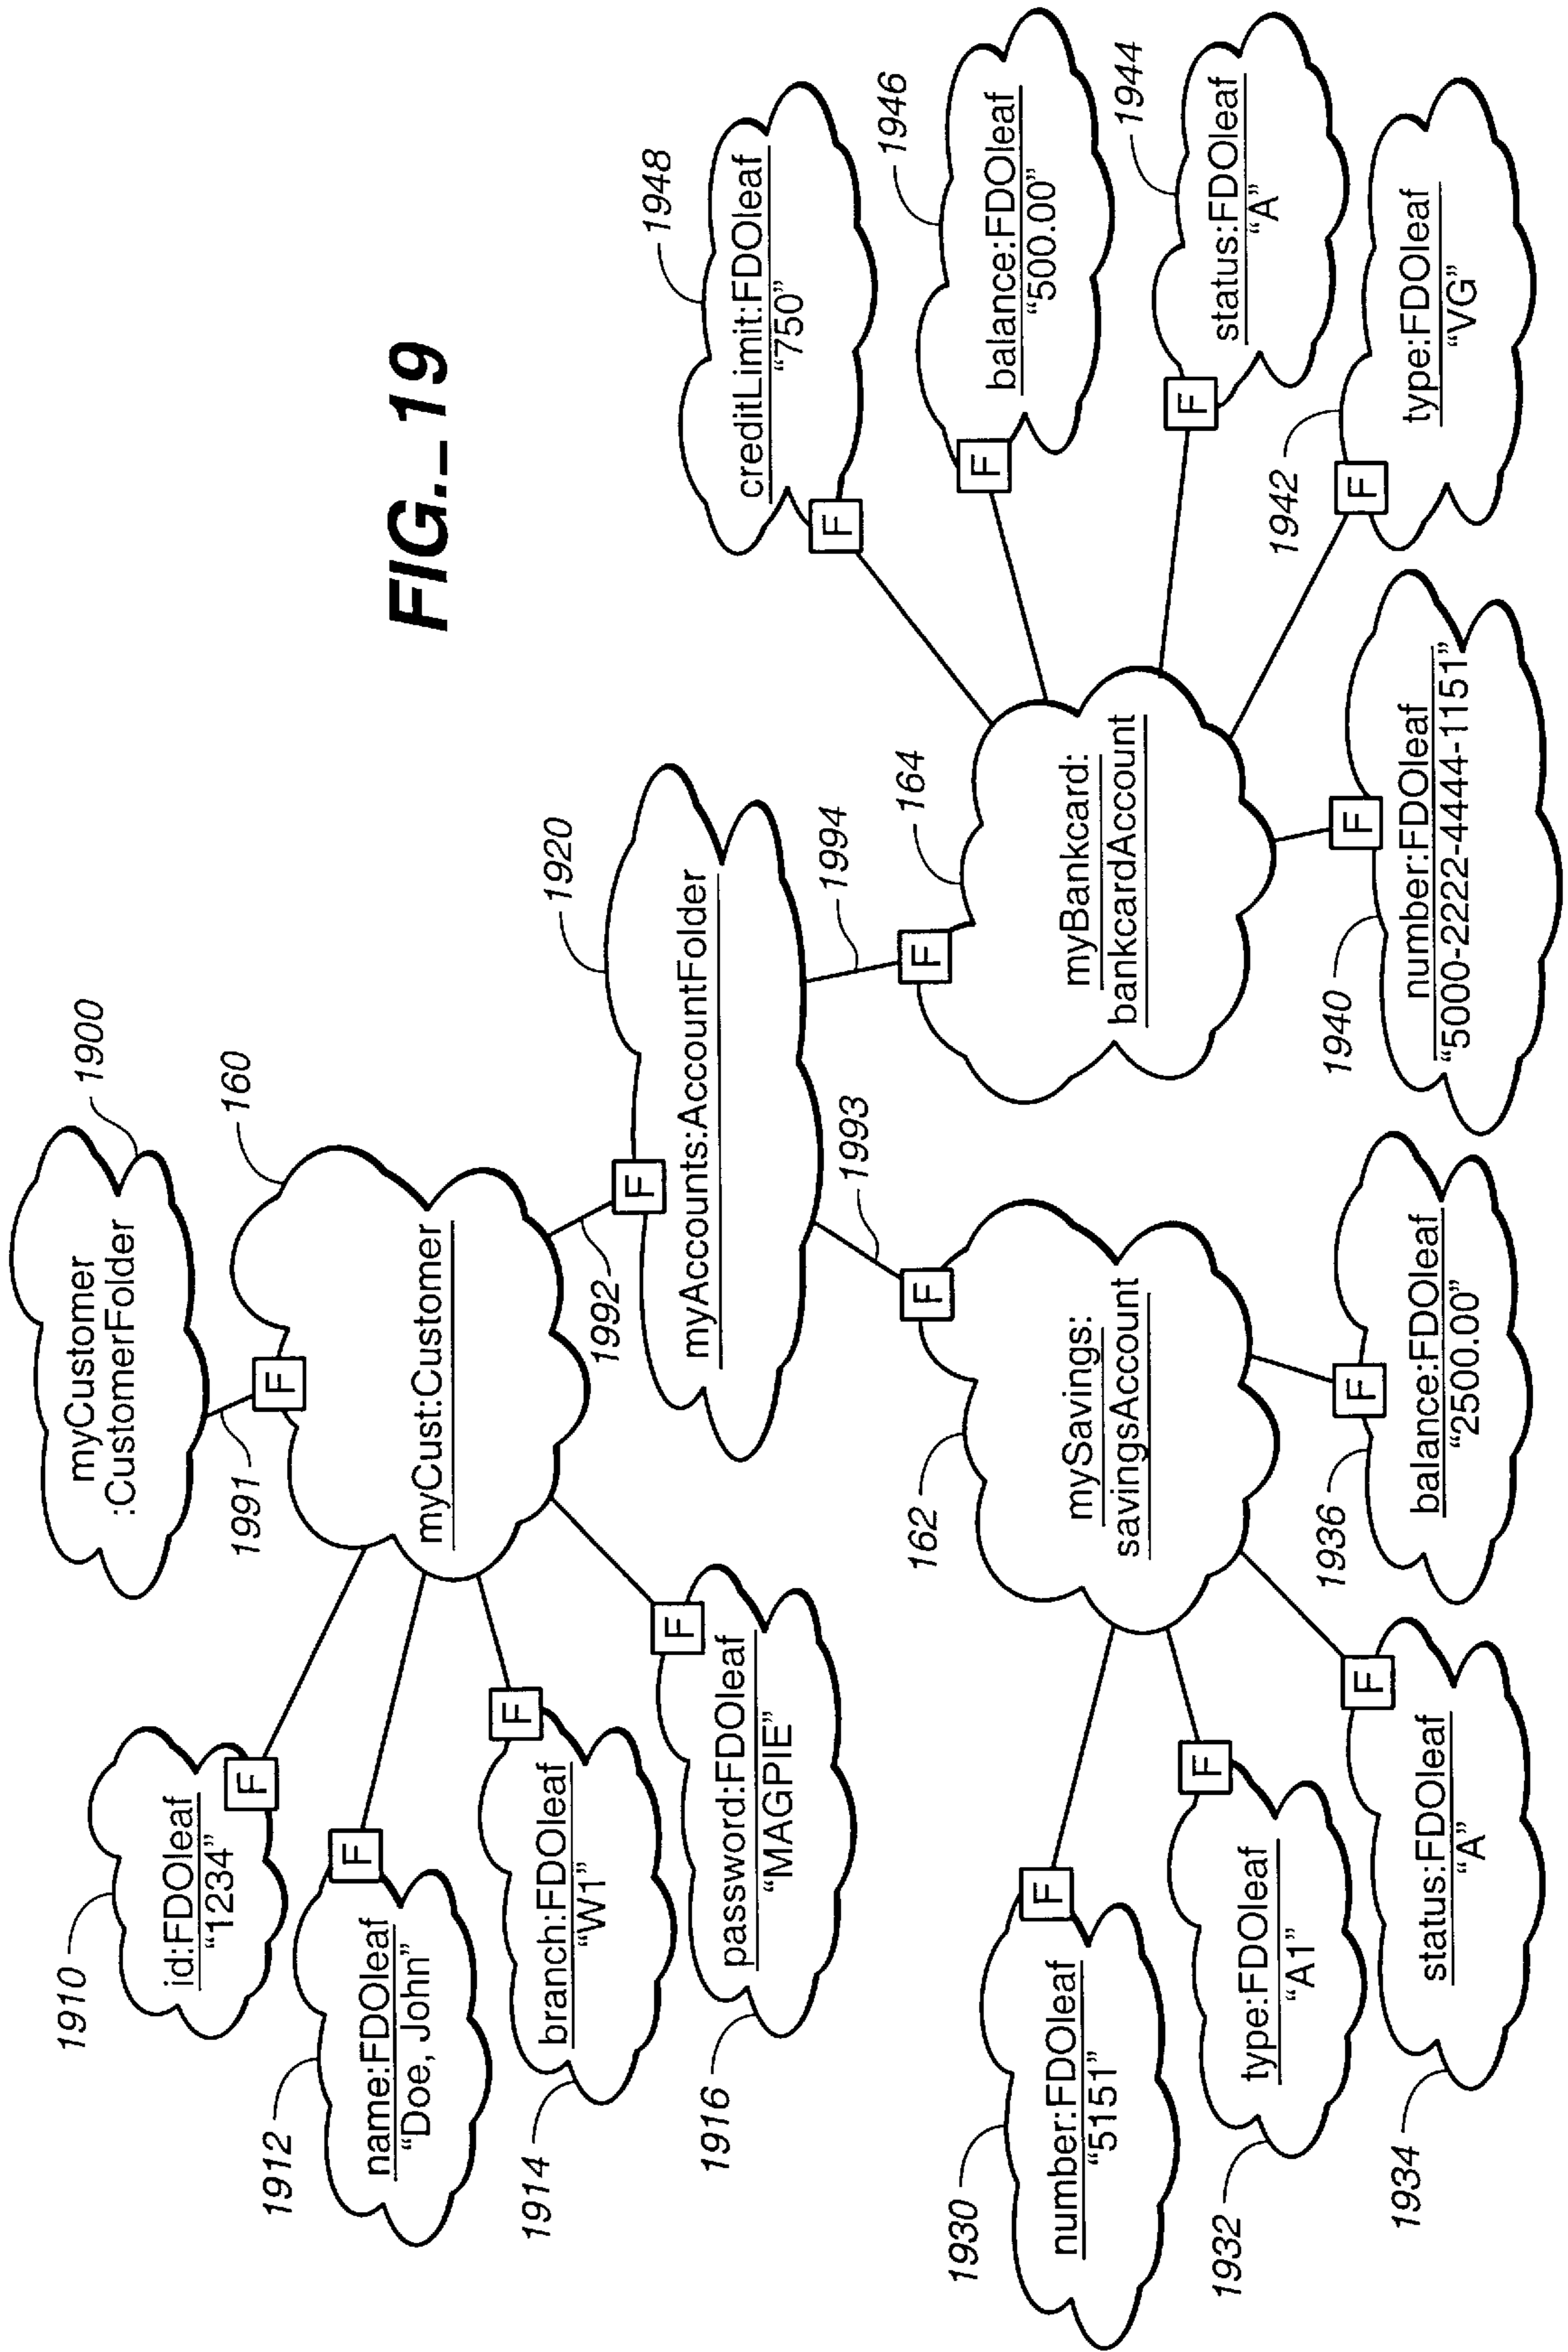 FIG._19
1900
myCustomer
:CustomerFolder
1991
F
160
myCust:Customer
1910
id:FDOleaf
“1234”
F
1912
name:FDOleaf
“Doe, John”
F
1914
branch:FDOleaf
“W1”
F
1916
password:FDOleaf
“MAGPIE”
F
1992
F
1920
myAccounts:AccountFolder
1993
F
162
mySavings:
savingsAccount
1930
number:FDOleaf
“5151”
F
1932
type:FDOleaf
“A1”
F
1934
status:FDOleaf
“A”
F
1936
balance:FDOleaf
“2500.00”
F
1994
F
164
myBankcard:
bankcardAccount
1940
number:FDOleaf
“5000-2222-4444-1151”
F
1942
type:FDOleaf
“VG”
F
1944
status:FDOleaf
“A”
F
1946
balance:FDOleaf
“500.00”
F
1948
creditLimit:FDOleaf
“750”
F